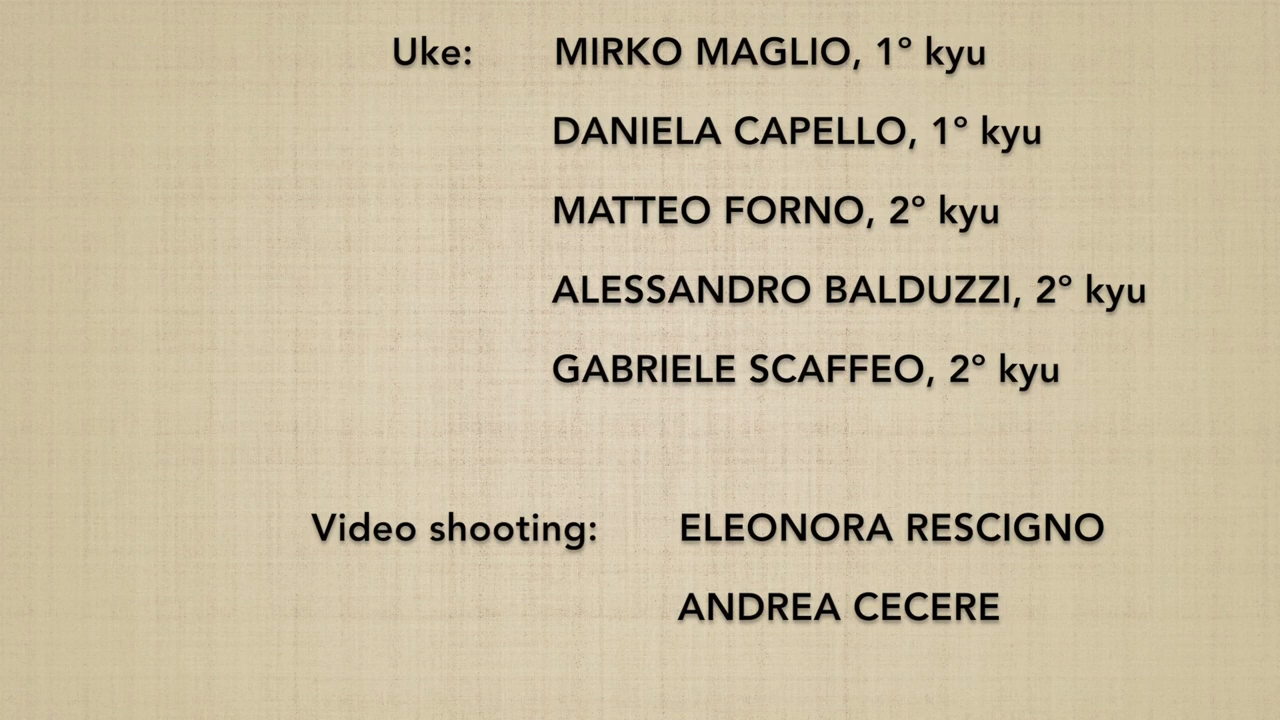 Uke: MIRKO MAGLIO, 1° kyu
DANIELA CAPELLO, 1° kyu
MATTEO FORNO, 2° kyu
ALESSANDRO BALDUZZI, 2° kyu
GABRIELE SCAFFEO, 2° kyu
Video shooting: ELEONORA RESCIGNO
ANDREA CECERE